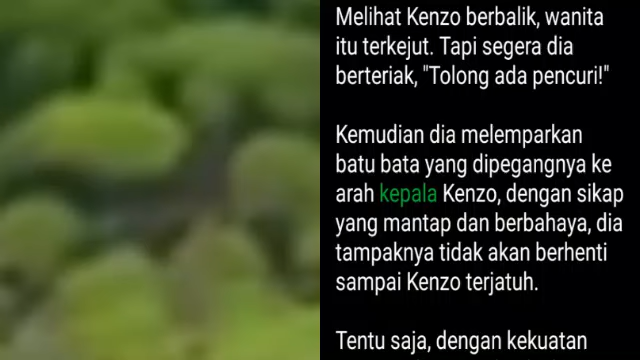 Melihat Kenzo berbalik, wanita
itu terkejut. Tapi segera dia
berteriak, "Tolong ada pencuri!"
Kemudian dia melemparkan
batu bata yang dipegangnya ke
arah kepala Kenzo, dengan sikap
yang mantap dan berbahaya, dia
tampaknya tidak akan berhenti
sampai Kenzo terjatuh.
Tentu saja, dengan kekuatan